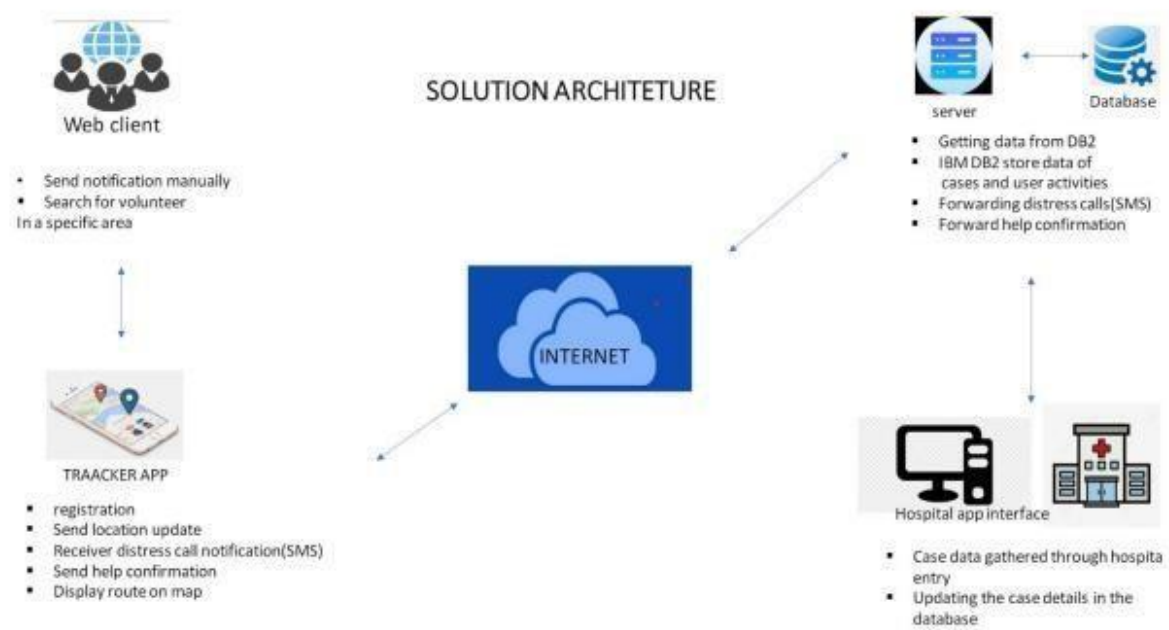 SOLUTION ARCHITETURE
Web client
• Send notification manually
▪ Search for volunteer
In a specific area
server
Database
▪ Getting data from DB2
▪ IBM DB2 store data of
cases and user activities
▪ Forwarding distress calls(SMS)
▪ Forward help confirmation
INTERNET
TRAACKER APP
▪ registration
▪ Send location update
▪ Receiver distress call notification(SMS)
▪ Send help confirmation
▪ Display route on map
Hospital app interface
▪ Case data gathered through hospita
entry
▪ Updating the case details in the
database